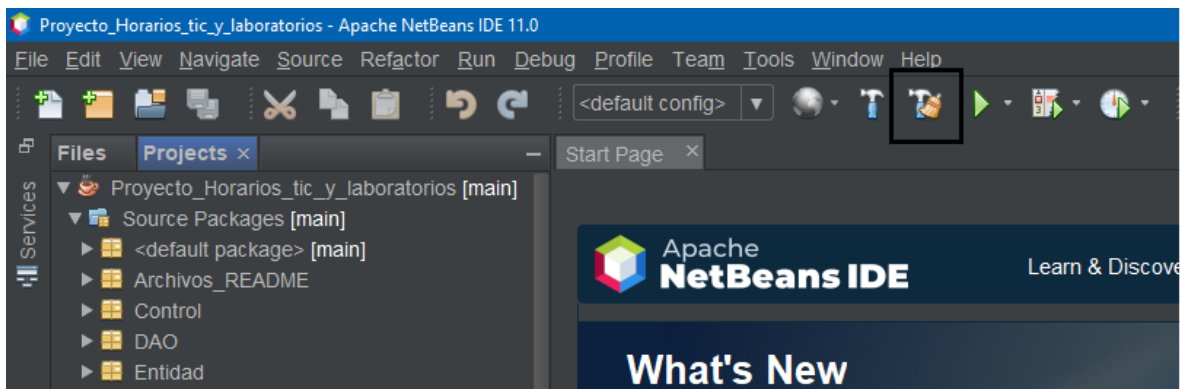 Proyecto_Horarios_tic_y_laboratorios - Apache NetBeans IDE 11.0
File Edit View Navigate Source Refactor Run Debug Profile Team Tools Window Help
<default config>
Files Projects × Start Page ×
Services
Proyecto_Horarios_tic_y_laboratorios [main]
Source Packages [main]
<default package> [main]
Archivos_README
Control
DAO
Entidad
Apache
NetBeans IDE
Learn & Discove
What's New